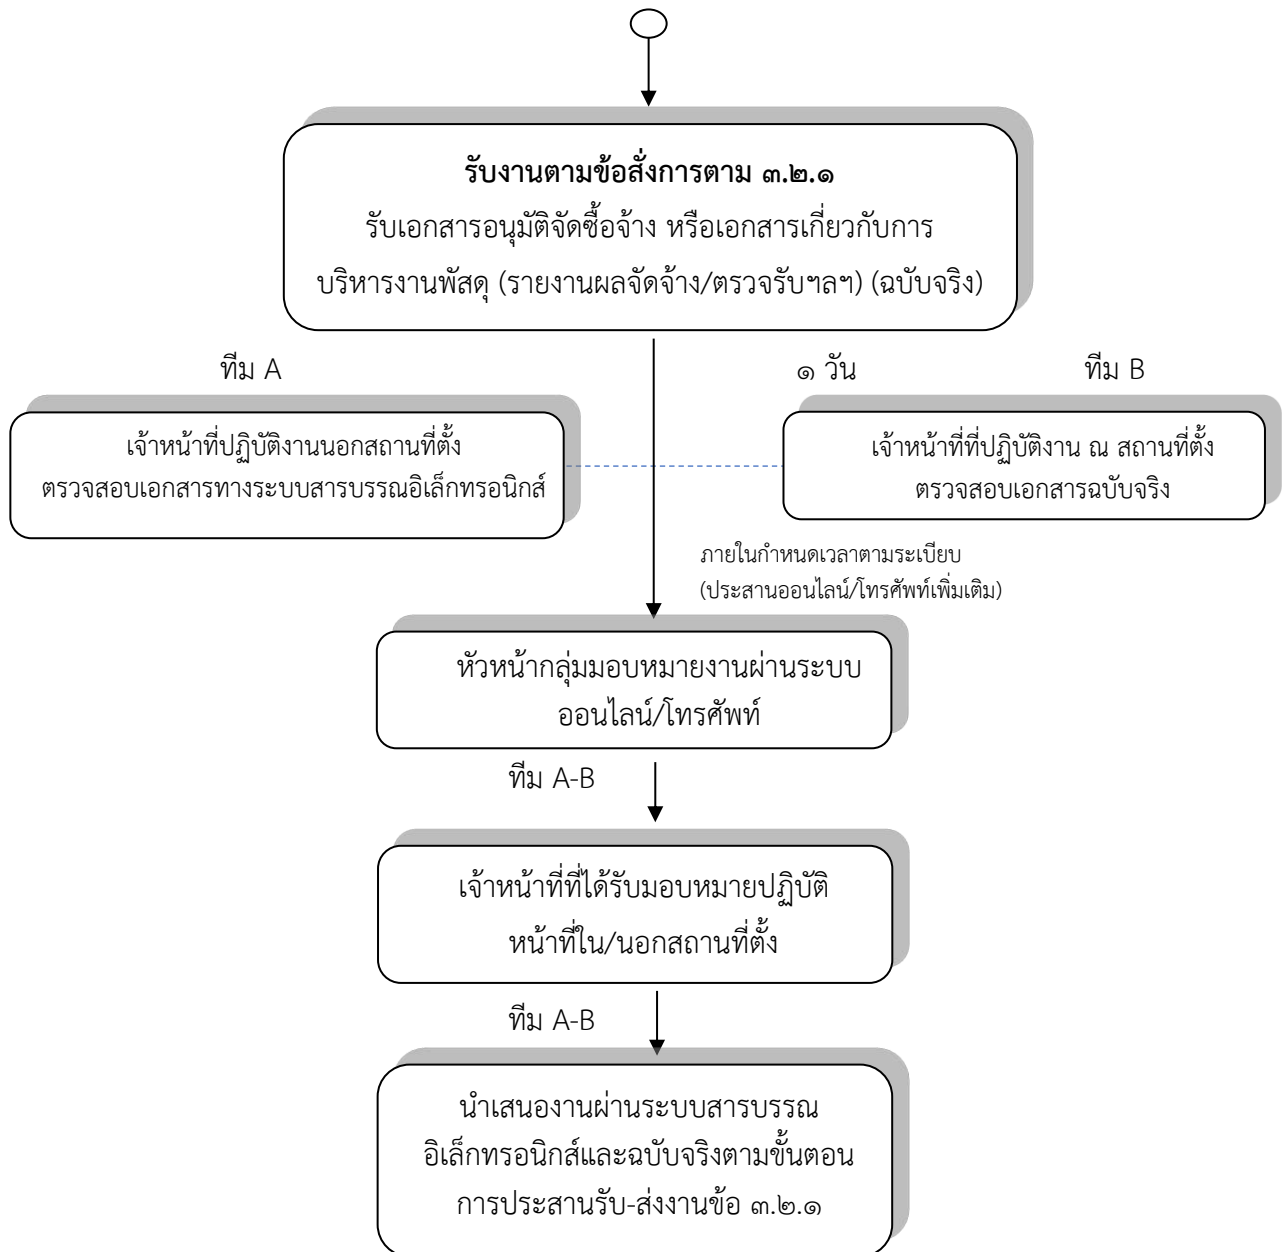 รับงานตามข้อสั่งการตาม ๓.๒.๑
รับเอกสารอนุมัติจัดซื้อจ้าง หรือเอกสารเกี่ยวกับการ
บริหารงานพัสดุ (รายงานผลจัดจ้าง/ตรวจรับฯลฯ) (ฉบับจริง)
ทีม A
๑ วัน
ทีม B
เจ้าหน้าที่ปฏิบัติงานนอกสถานที่ตั้ง
ตรวจสอบเอกสารทางระบบสารบรรณอิเล็กทรอนิกส์
เจ้าหน้าที่ที่ปฏิบัติงาน ณ สถานที่ตั้ง
ตรวจสอบเอกสารฉบับจริง
ภายในกำหนดเวลาตามระเบียบ
(ประสานออนไลน์/โทรศัพท์เพิ่มเติม)
หัวหน้ากลุ่มมอบหมายงานผ่านระบบ
ออนไลน์/โทรศัพท์
ทีม A-B
เจ้าหน้าที่ที่ได้รับมอบหมายปฏิบัติ
หน้าที่ใน/นอกสถานที่ตั้ง
ทีม A-B
นำเสนองานผ่านระบบสารบรรณ
อิเล็กทรอนิกส์และฉบับจริงตามขั้นตอน
การประสานรับ-ส่งงานข้อ ๓.๒.๑